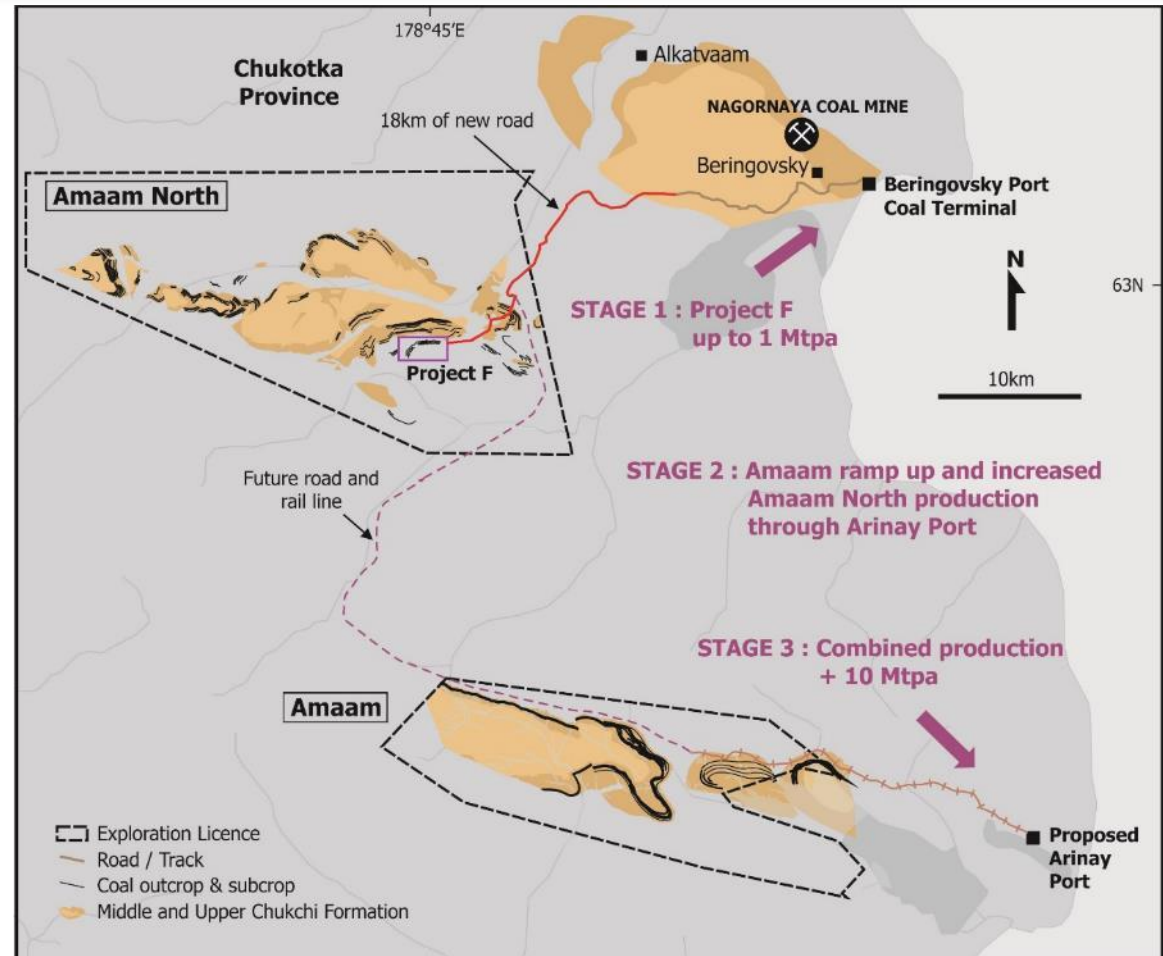 178°45'E
Chukotka
Province
Alkatvaam
18km of new road
NAGORNAYA COAL MINE
Beringovsky
Beringovsky Port
Coal Terminal
Amaam North
N
63N
STAGE 1 : Project F
up to 1 Mtpa
Project F
10km
Future road and
rail line
STAGE 2 : Amaam ramp up and increased
Amaam North production
through Arinay Port
STAGE 3 : Combined production
+ 10 Mtpa
Amaam
Proposed
Arinay
Port
Exploration Licence
Road / Track
Coal outcrop & subcrop
Middle and Upper Chukchi Formation